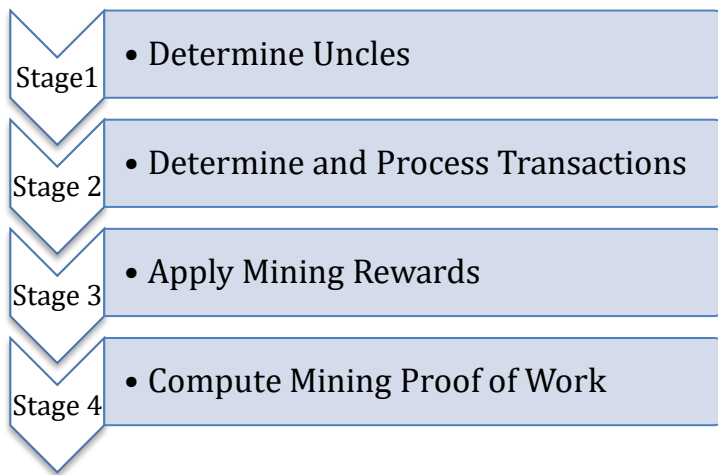 Stage1
• Determine Uncles
Stage 2
• Determine and Process Transactions
Stage 3
• Apply Mining Rewards
Stage 4
• Compute Mining Proof of Work